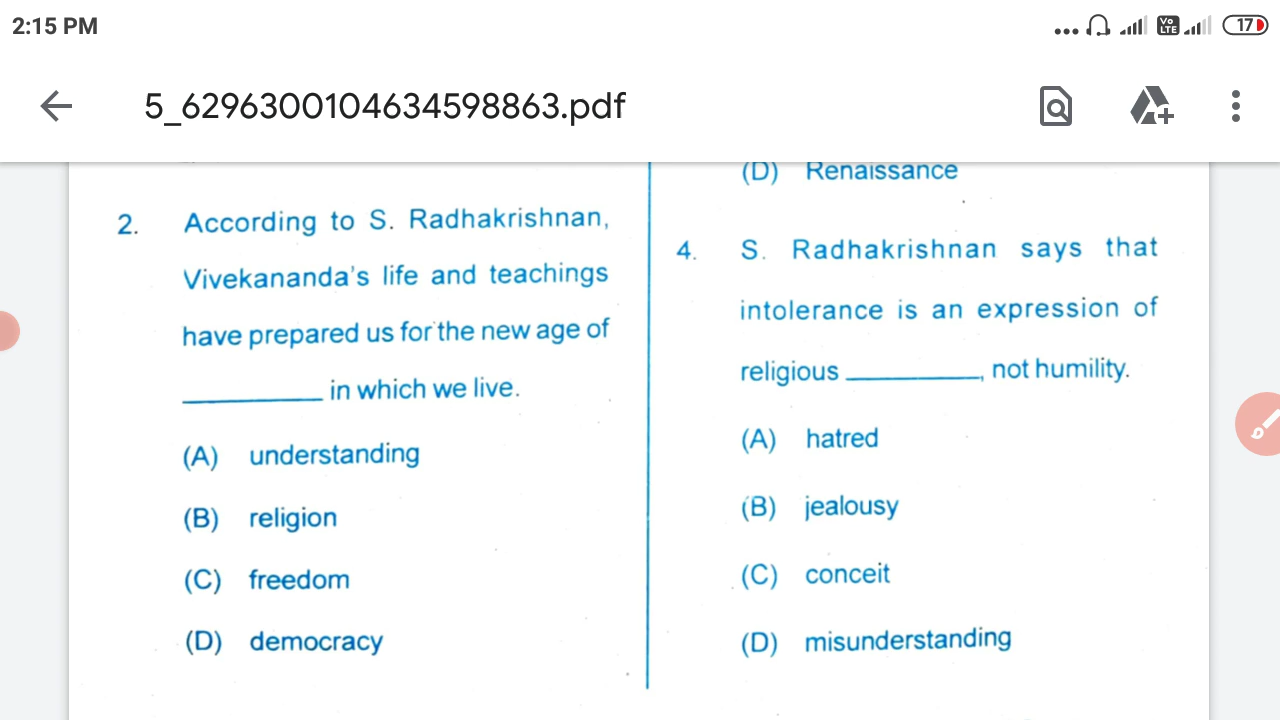 2:15 PM
Vo LTE
17
5_6296300104634598863.pdf
2. According to S. Radhakrishnan,
Vivekananda's life and teachings
have prepared us for the new age of
__________ in which we live.
(A) understanding
(B) religion
(C) freedom
(D) democracy
(D) Renaissance
4. S. Radhakrishnan says that
intolerance is an expression of
religious __________, not humility.
(A) hatred
(B) jealousy
(C) conceit
(D) misunderstanding